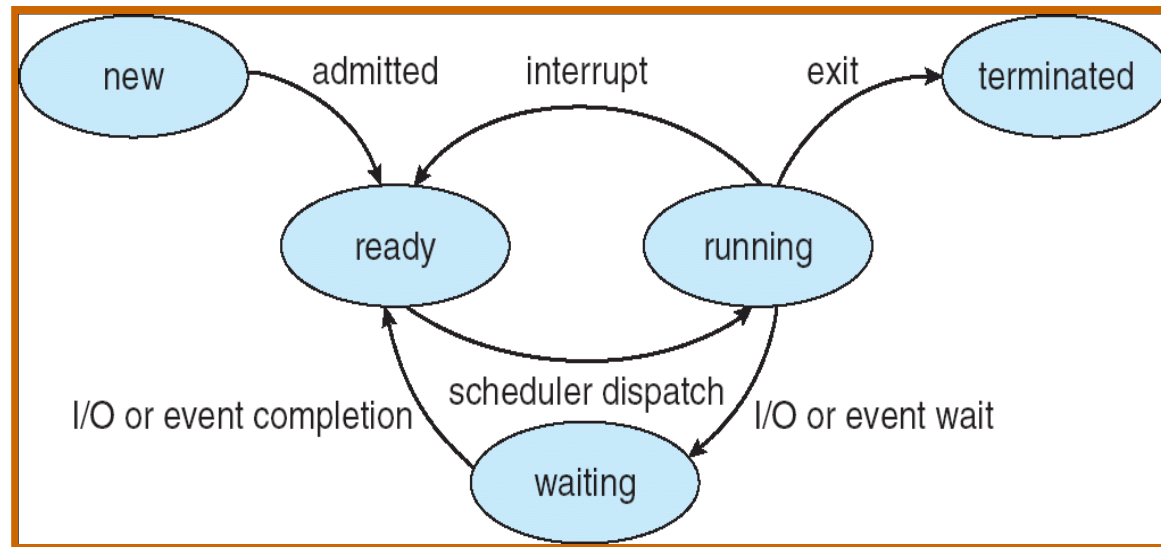 new
admitted
interrupt
exit
terminated
ready
running
scheduler dispatch
I/O or event completion
I/O or event wait
waiting